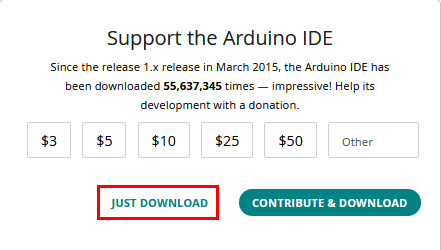 Support the Arduino IDE
Since the release 1.x release in March 2015, the Arduino IDE has
been downloaded 55,637,345 times — impressive! Help its
development with a donation.
$3 $5 $10 $25 $50 Other
JUST DOWNLOAD CONTRIBUTE & DOWNLOAD